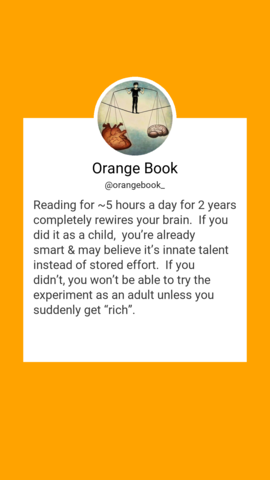 Orange Book
@orangebook_
Reading for ~5 hours a day for 2 years
completely rewires your brain.  If you
did it as a child,  you're already
smart & may believe it's innate talent
instead of stored effort.  If you
didn't, you won't be able to try the
experiment as an adult unless you
suddenly get “rich”.